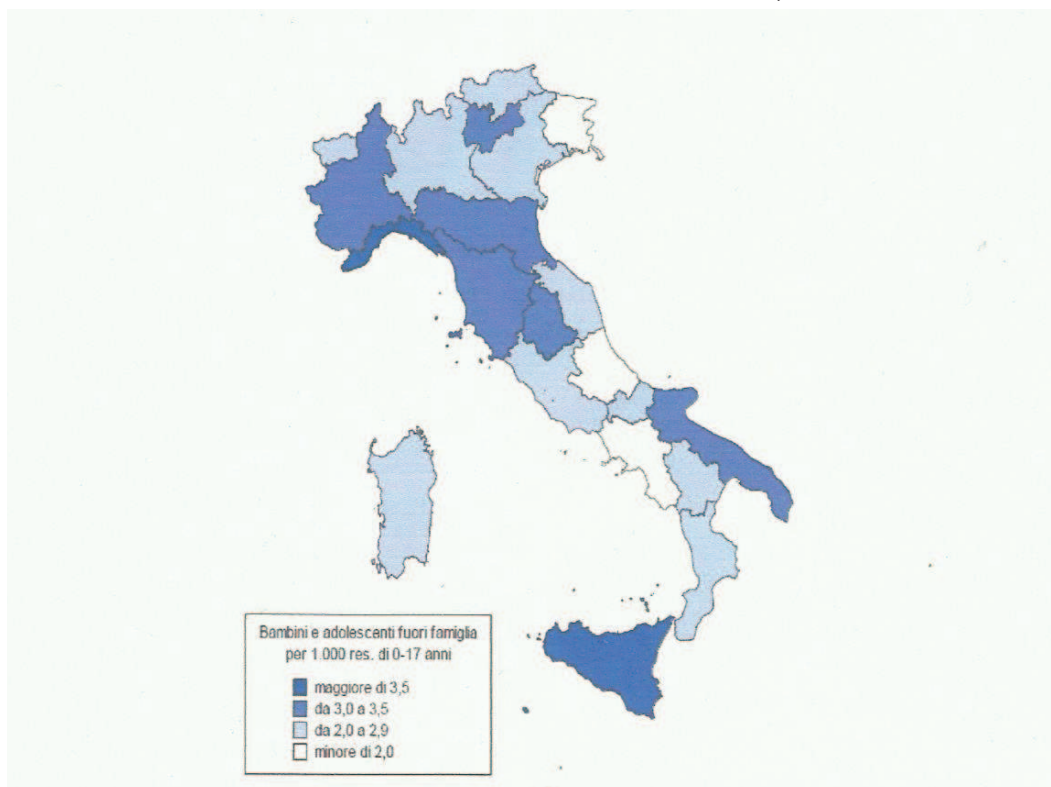 Bambini e adolescenti fuori famiglia
per 1.000 res. di 0-17 anni
maggiore di 3,5
da 3,0 a 3,5
da 2,0 a 2,9
minore di 2,0